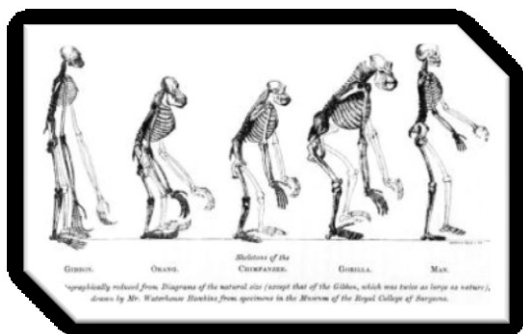 Skeletons of the
GIBBON. ORANG. CHIMPANZEE. GORILLA. MAN.
ographically reduced from Diagrams of the natural size (except that of the Gibbon, which was twice as large as nature),
drawn by Mr. Waterhouse Hawkins from specimens in the Museum of the Royal College of Surgeons.